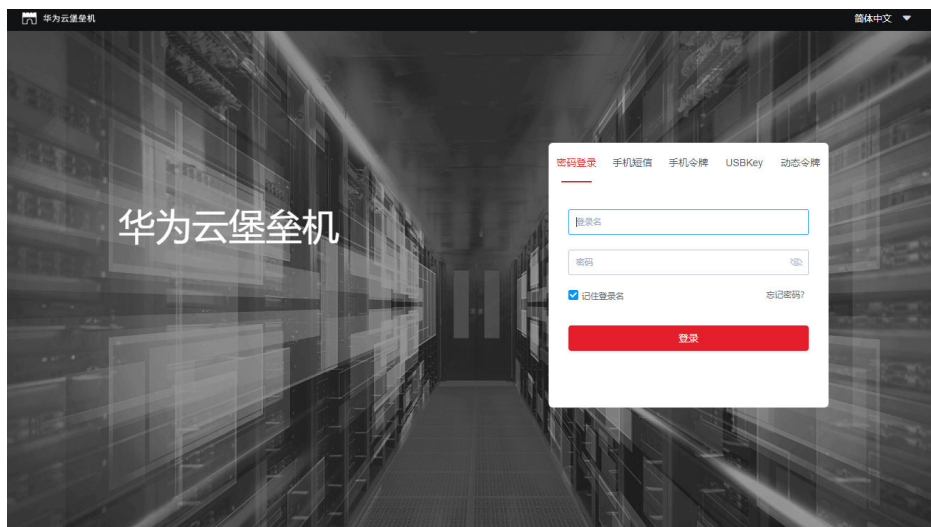 华为云堡垒机
简体中文
密码登录 手机短信 手机令牌 USBKey 动态令牌
华为云堡垒机
登录名
密码
记住登录名 忘记密码?
登录